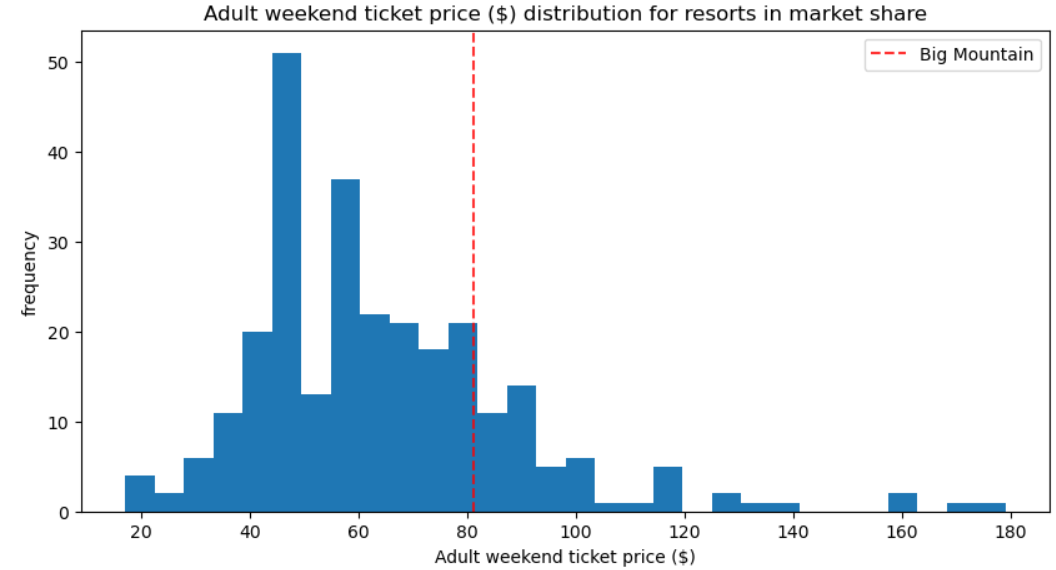 Adult weekend ticket price ($) distribution for resorts in market share
Big Mountain
50
40
30
20
10
0
frequency
20 40 60 80 100 120 140 160 180
Adult weekend ticket price ($)